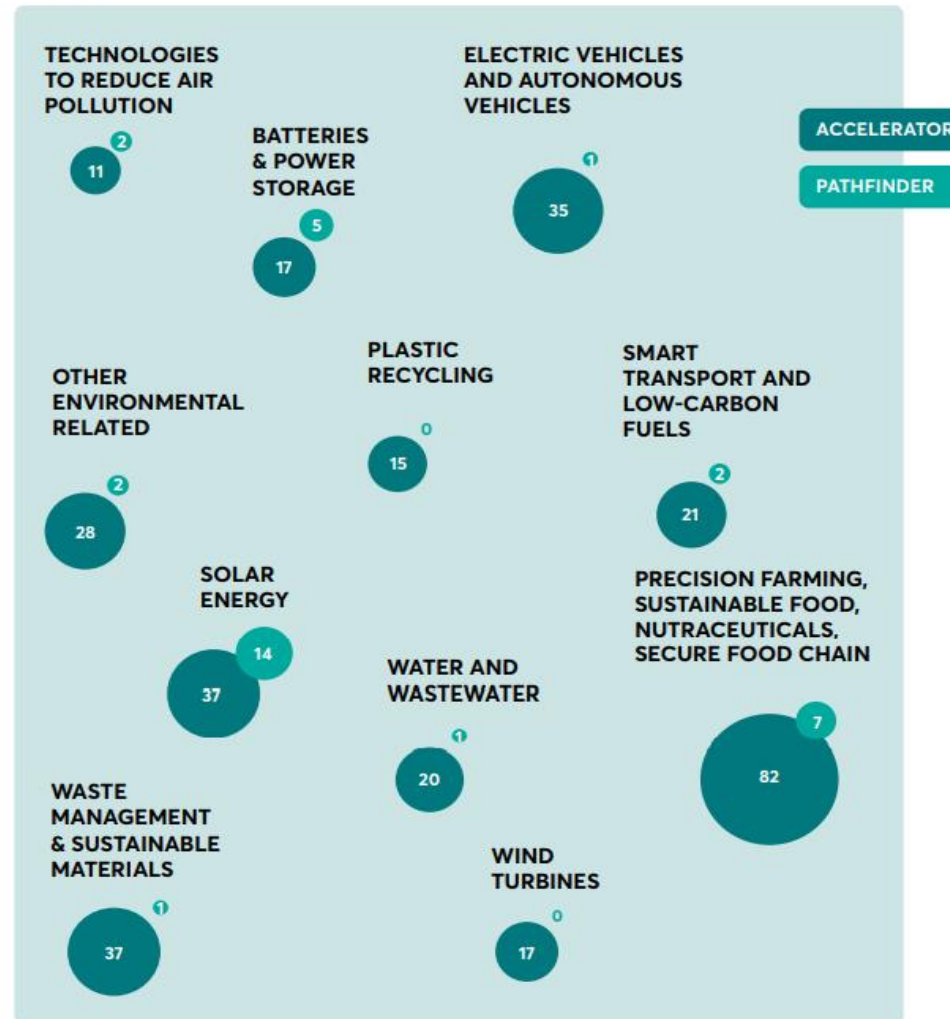 TECHNOLOGIES
TO REDUCE AIR
POLLUTION
2
11
BATTERIES
& POWER
STORAGE
5
17
ELECTRIC VEHICLES
AND AUTONOMOUS
VEHICLES
1
35
ACCELERATOR
PATHFINDER
OTHER
ENVIRONMENTAL
RELATED
2
28
PLASTIC
RECYCLING
0
15
SMART
TRANSPORT AND
LOW-CARBON
FUELS
2
21
SOLAR
ENERGY
14
37
WATER AND
WASTEWATER
1
20
PRECISION FARMING,
SUSTAINABLE FOOD,
NUTRACEUTICALS,
SECURE FOOD CHAIN
7
82
WASTE
MANAGEMENT
& SUSTAINABLE
MATERIALS
1
37
WIND
TURBINES
0
17